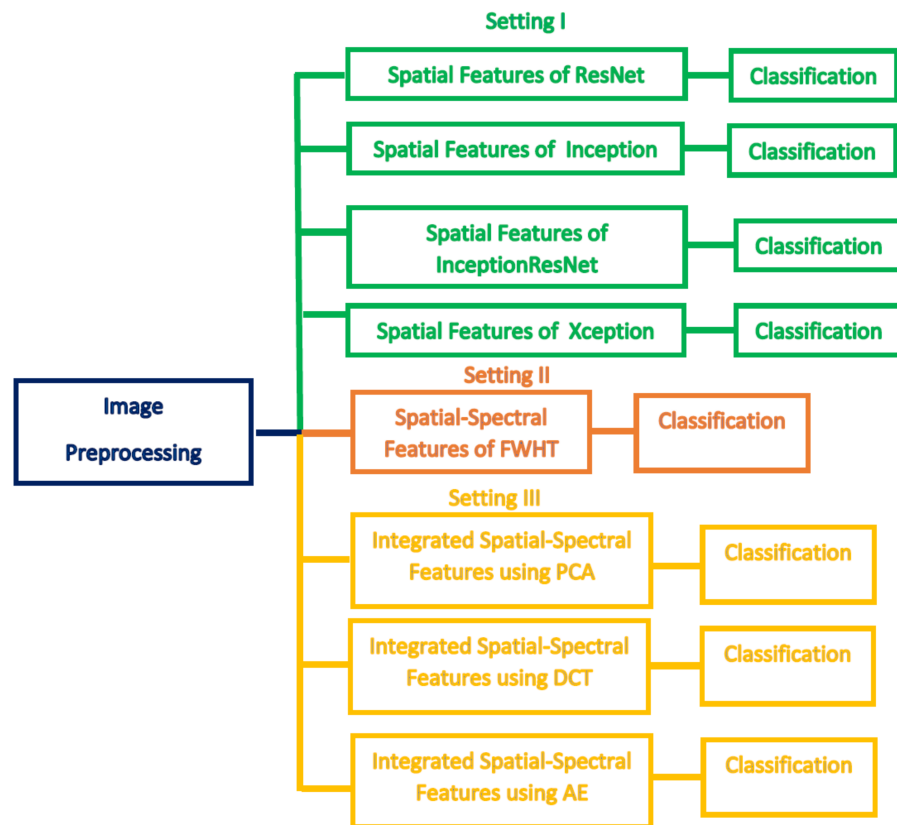 Setting I
Spatial Features of ResNet
Classification
Spatial Features of Inception
Classification
Spatial Features of
InceptionResNet
Classification
Spatial Features of Xception
Classification
Image
Preprocessing
Setting II
Spatial-Spectral
Features of FWHT
Classification
Setting III
Integrated Spatial-Spectral
Features using PCA
Classification
Integrated Spatial-Spectral
Features using DCT
Classification
Integrated Spatial-Spectral
Features using AE
Classification